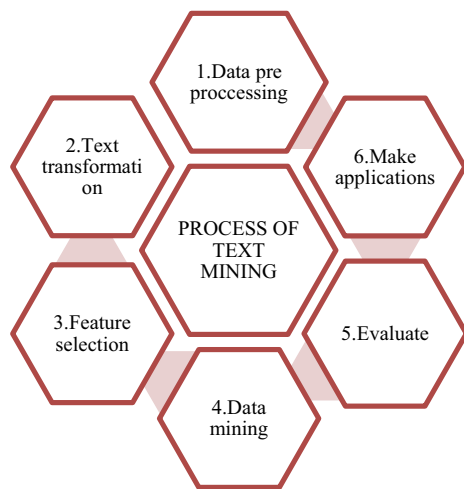 1.Data pre
proccessing
2.Text
transformati
on
3.Feature
selection
4.Data
mining
5.Evaluate
6.Make
applications
PROCESS OF
TEXT
MINING